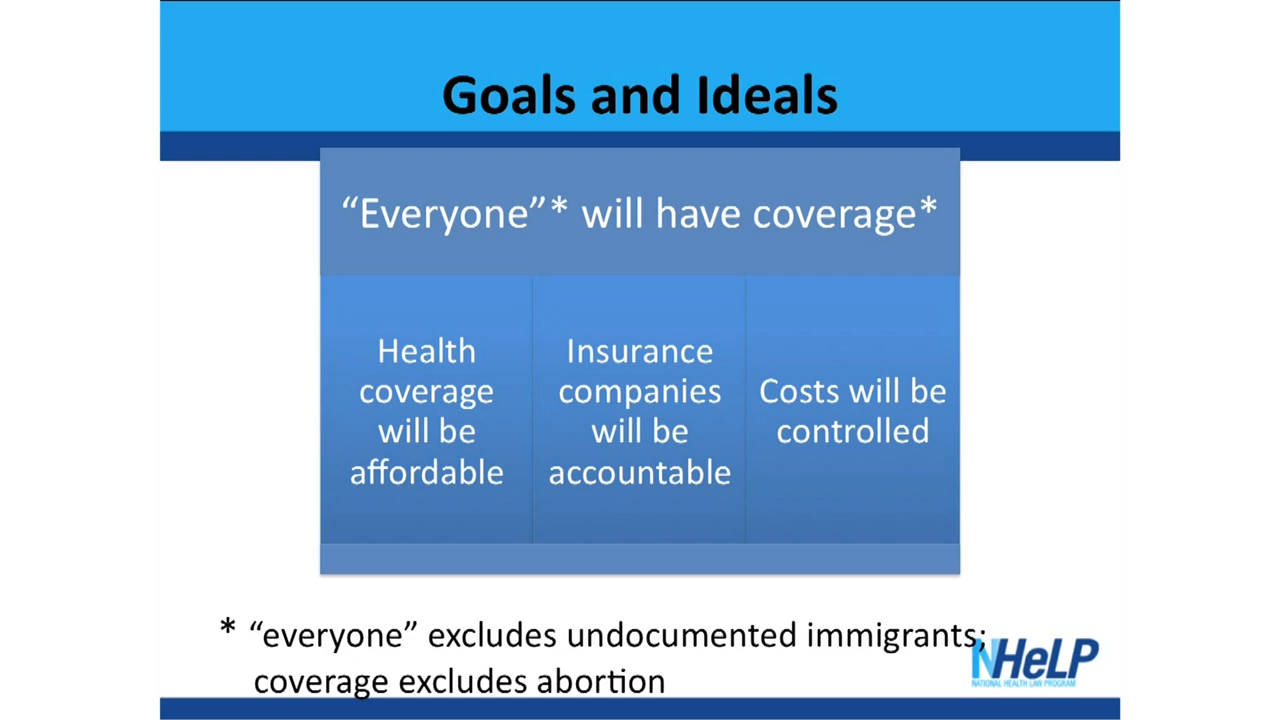 Goals and Ideals
“Everyone”* will have coverage*
Health
coverage
will be
affordable
Insurance
companies
will be
accountable
Costs will be
controlled
* “everyone” excludes undocumented immigrants;
coverage excludes abortion
NHeLP
NATIONAL HEALTH LAW PROGRAM